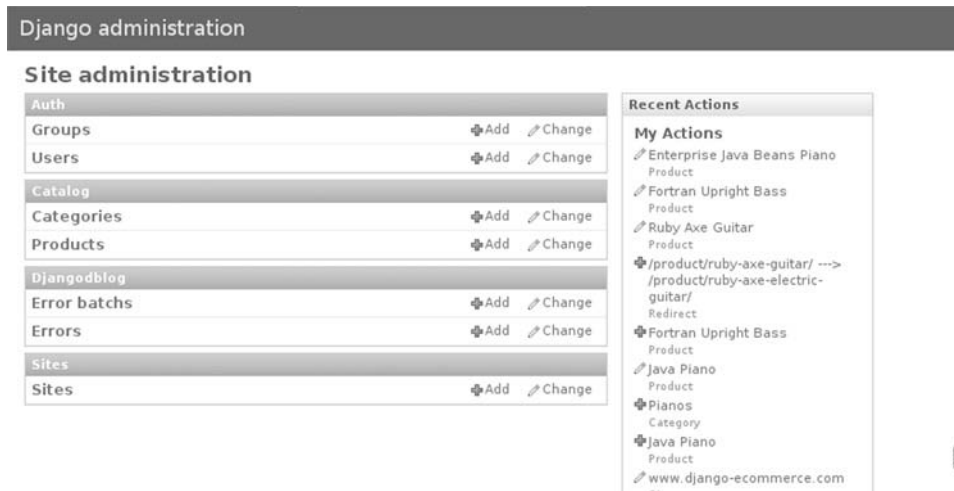 Django administration
Site administration
Auth
Groups Add Change
Users Add Change
Catalog
Categories Add Change
Products Add Change
Djangodblog
Error batchs Add Change
Errors Add Change
Sites
Sites Add Change
Recent Actions
My Actions
Enterprise Java Beans Piano
Product
Fortran Upright Bass
Product
Ruby Axe Guitar
Product
/product/ruby-axe-guitar/ --->
/product/ruby-axe-electric-
guitar/
Redirect
Fortran Upright Bass
Product
Java Piano
Product
Pianos
Category
Java Piano
Product
www.django-ecommerce.com